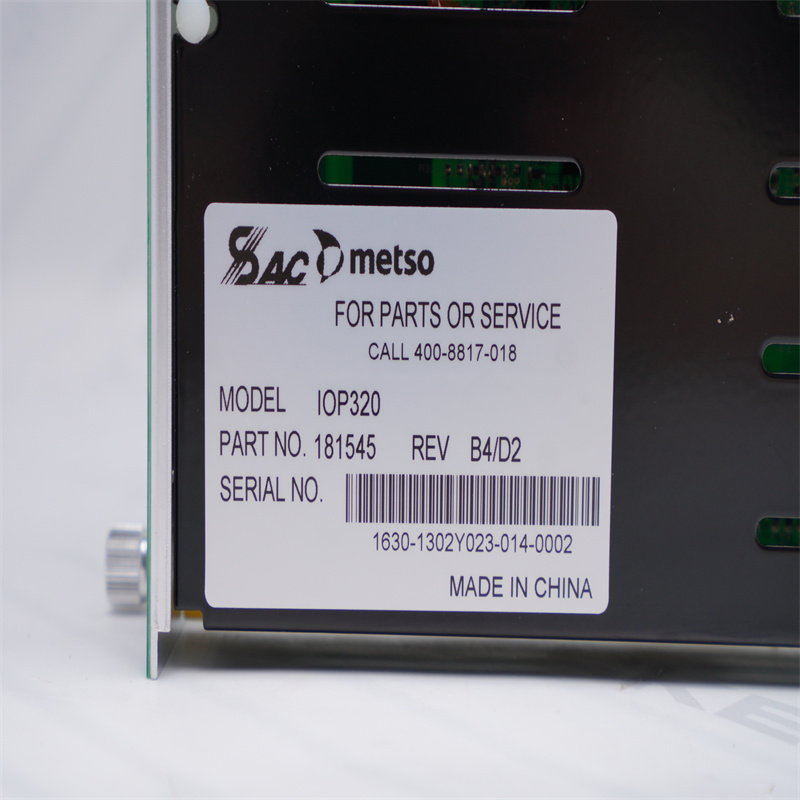 SAC metso
FOR PARTS OR SERVICE
CALL 400-8817-018
MODEL IOP320
PART NO. 181545 REV B4/D2
SERIAL NO.
1630-1302Y023-014-0002
MADE IN CHINA